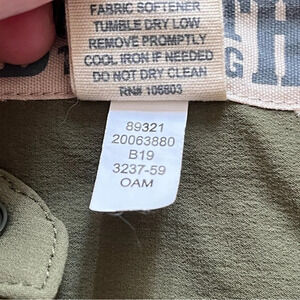 FABRIC SOFTENER
TUMBLE DRY LOW
REMOVE PROMPTLY
COOL IRON IF NEEDED
DO NOT DRY CLEAN
RN# 106803
89321
20063880
B19
3237-59
OAM